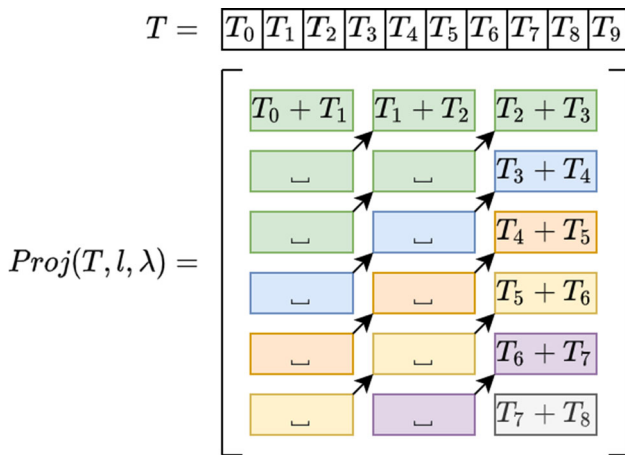 T = T₀ T₁ T₂ T₃ T₄ T₅ T₆ T₇ T₈ T₉
T₀ + T₁ T₁ + T₂ T₂ + T₃
␣ ␣ T₃ + T₄
␣ ␣ T₄ + T₅
Proj(T, l, λ) =
␣ ␣ T₅ + T₆
␣ ␣ T₆ + T₇
␣ ␣ T₇ + T₈